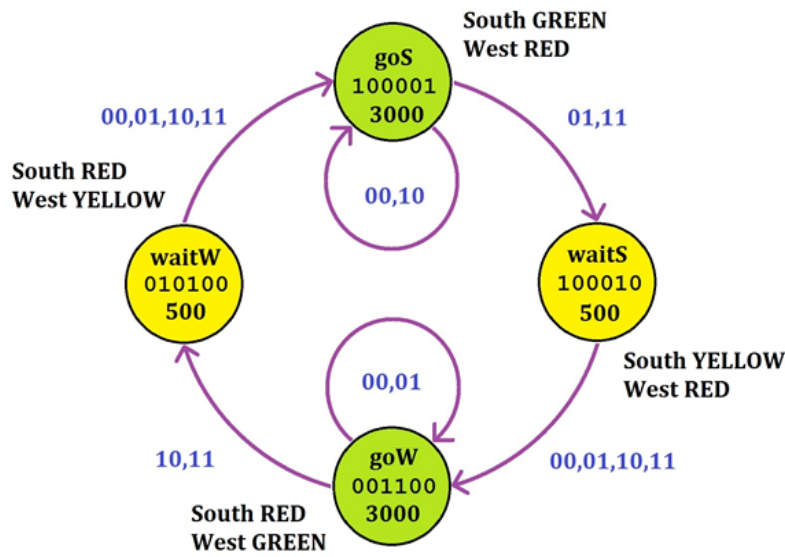 goS
100001
3000
South GREEN
West RED
00,01,10,11
01,11
South RED
West YELLOW
00,10
waitW
010100
500
waitS
100010
500
00,01
South YELLOW
West RED
10,11
goW
001100
3000
00,01,10,11
South RED
West GREEN